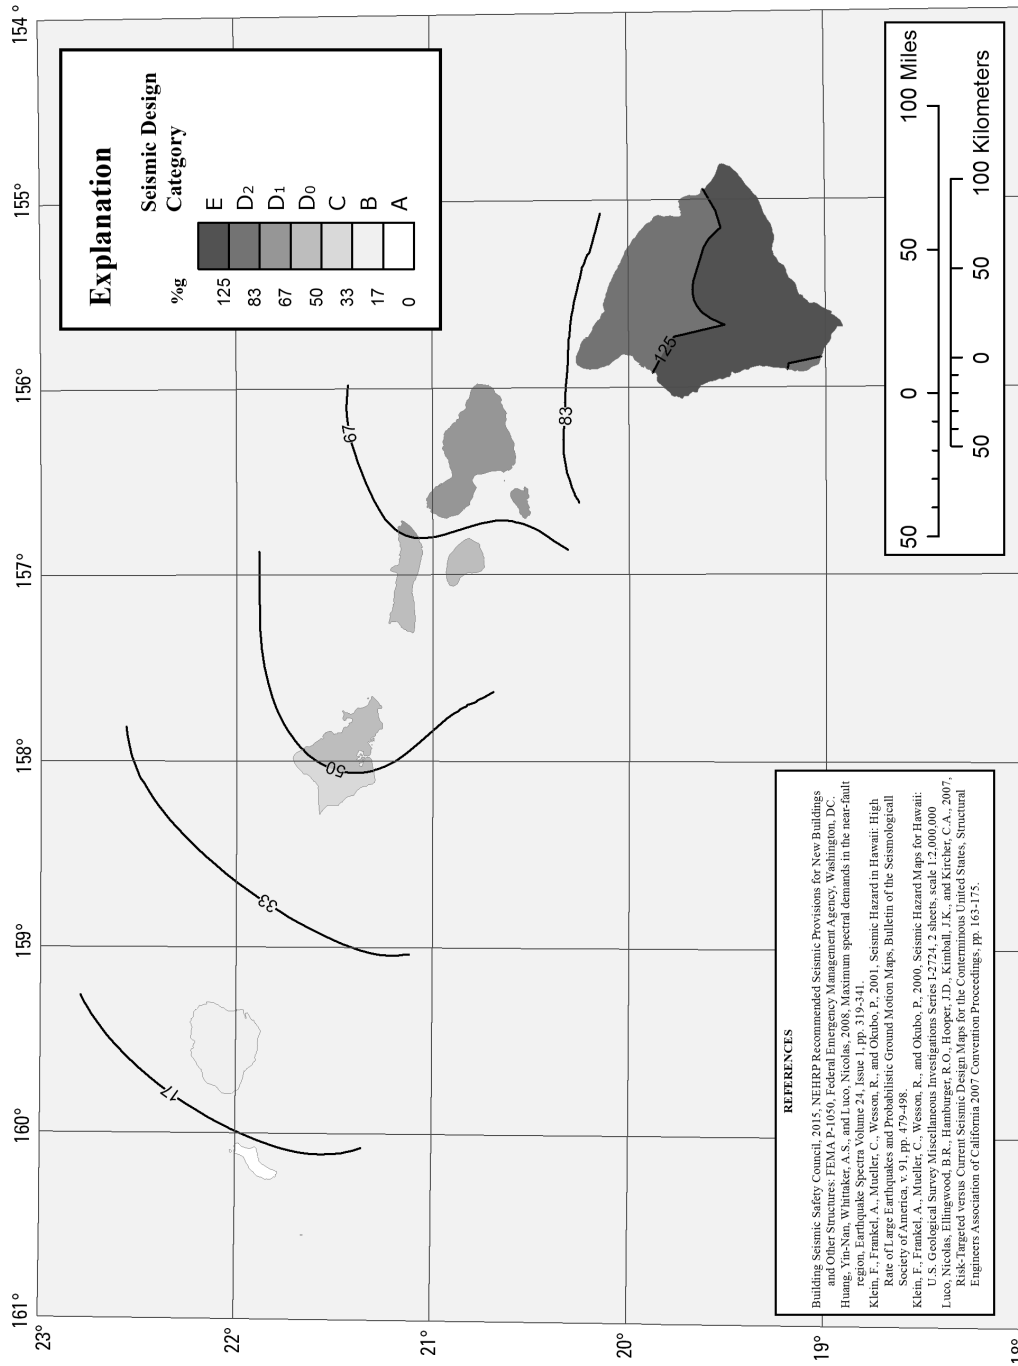 Explanation
Seismic Design
Category
%g
125 E
83 D2
67 D1
50 D0
33 C
17 B
0 A
154°
155°
156°
157°
158°
159°
160°
161°
23°
22°
21°
20°
19°
18°
17
33
50
67
83
125
50 0 50 100 Miles
50 0 50 100 Kilometers
REFERENCES
Building Seismic Safety Council, 2015, NEHRP Recommended Seismic Provisions for New Buildings
and Other Structures: FEMA P-1050, Federal Emergency Management Agency, Washington, DC.
Huang, Yin-Nan, Whittaker, A.S., and Luco, Nicolas, 2008, Maximum spectral demands in the near-fault
region, Earthquake Spectra Volume 24, Issue 1, pp. 319-341.
Klein, F., Frankel, A., Mueller, C., Wesson, R., and Okubo, P., 2001, Seismic Hazard in Hawaii: High
Rate of Large Earthquakes and Probabilistic Ground Motion Maps, Bulletin of the Seismologicall
Society of America, v. 91, pp. 479-498.
Klein, F., Frankel, A., Mueller, C., Wesson, R., and Okubo, P., 2000, Seismic Hazard Maps for Hawaii:
U.S. Geological Survey Miscellaneous Investigations Series I-2724, 2 sheets, scale 1:2,000,000
Luco, Nicolas, Ellingwood, B.R., Hamburger, R.O., Hooper, J.D., Kimball, J.K., and Kircher, C.A., 2007,
Risk-Targeted versus Current Seismic Design Maps for the Conterminous United States, Structural
Engineers Association of California 2007 Convention Proceedings, pp. 163-175.